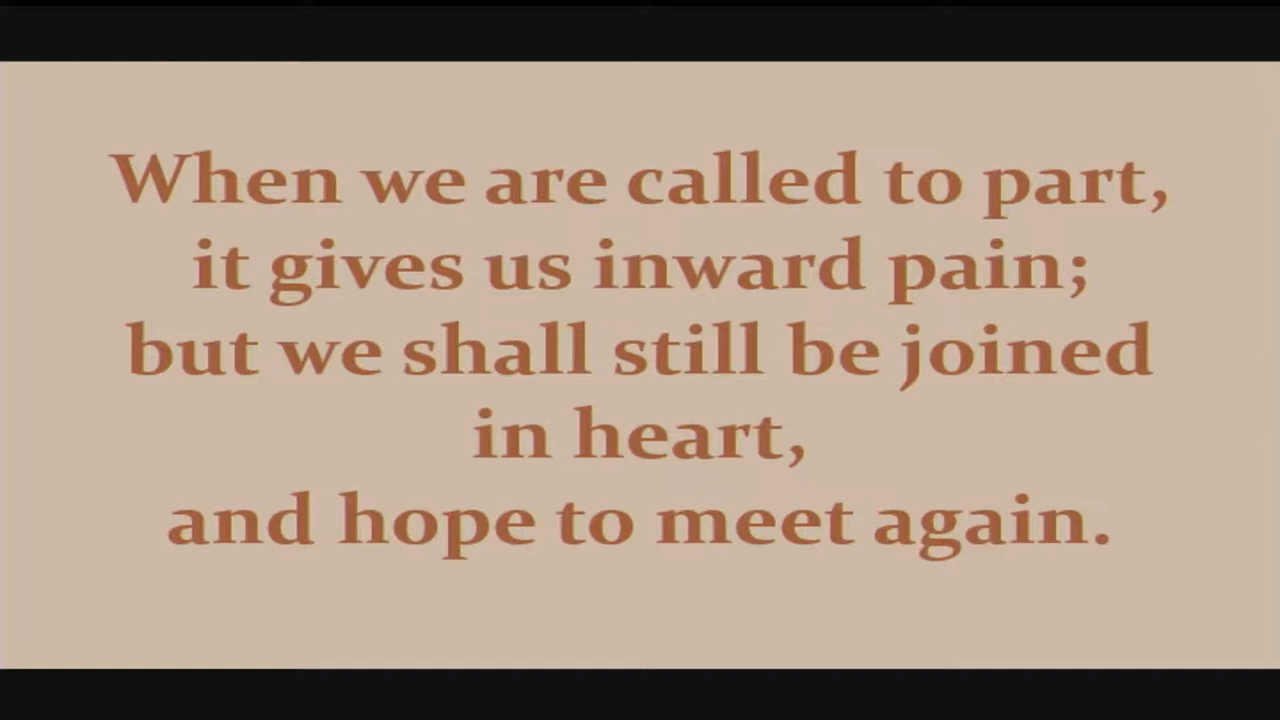 When we are called to part,
it gives us inward pain;
but we shall still be joined
in heart,
and hope to meet again.